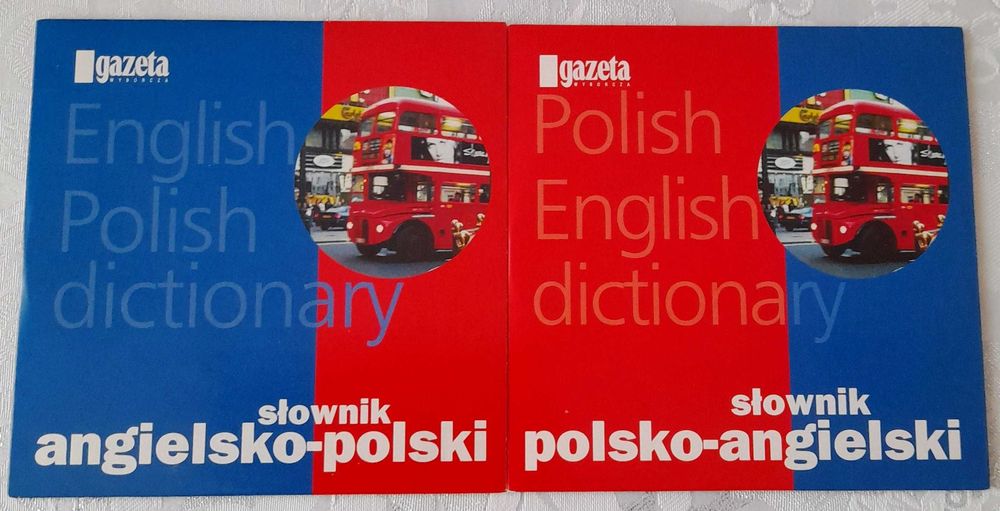 gazeta
WYBORCZA
English
Polish
dictionary
słownik
angielsko-polski
gazeta
WYBORCZA
Polish
English
dictionary
słownik
polsko-angielski